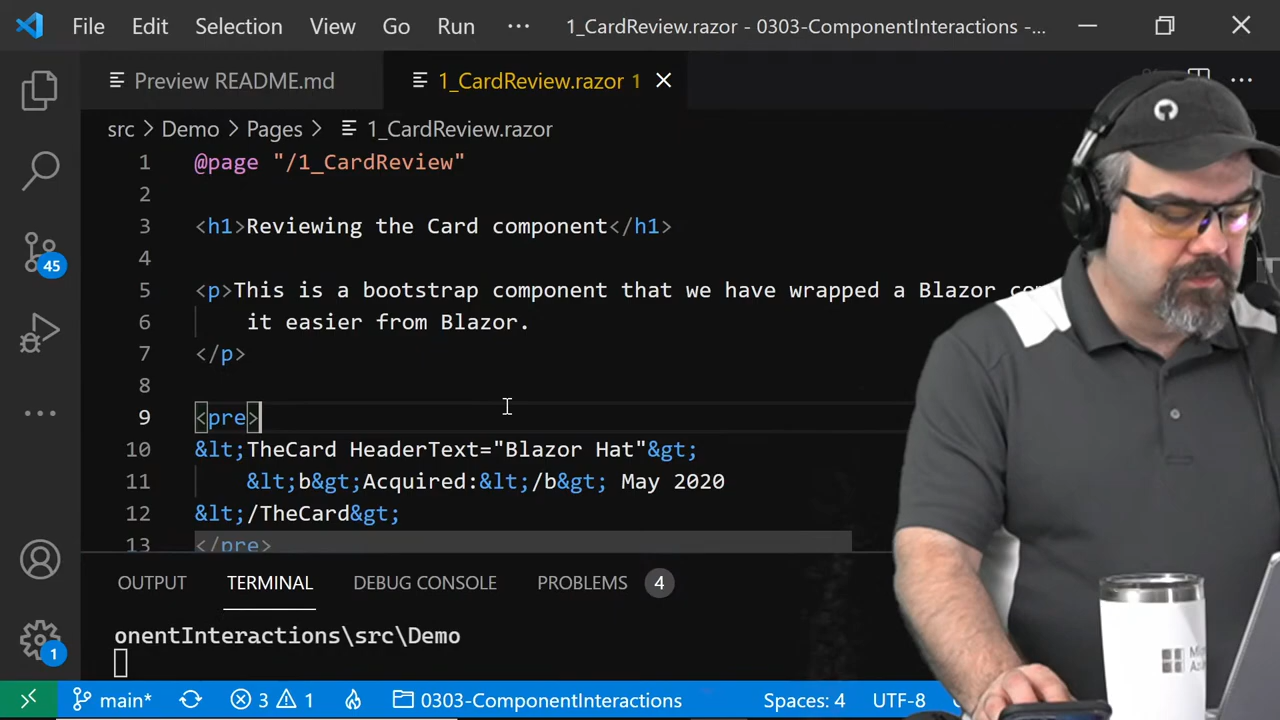 File Edit Selection View Go Run ··· 1_CardReview.razor - 0303-ComponentInteractions -...
Preview README.md 1_CardReview.razor 1
src > Demo > Pages > 1_CardReview.razor
1 @page "/1_CardReview"
2
3 <h1>Reviewing the Card component</h1>
4
5 <p>This is a bootstrap component that we have wrapped a Blazor
6 it easier from Blazor.
7 </p>
8
9 <pre>
10 &lt;TheCard HeaderText="Blazor Hat"&gt;
11 &lt;b&gt;Acquired:&lt;/b&gt; May 2020
12 &lt;/TheCard&gt;
13 </pre>
45
OUTPUT TERMINAL DEBUG CONSOLE PROBLEMS 4
onentInteractions\src\Demo
1
main* 3 1 0303-ComponentInteractions Spaces: 4 UTF-8